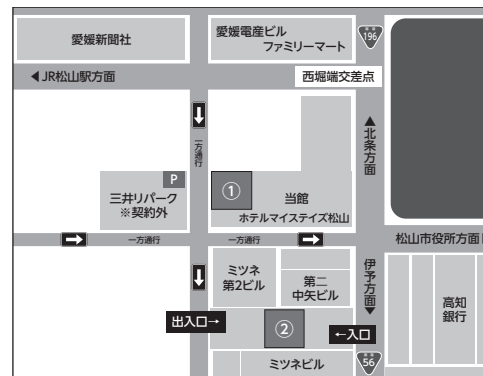 愛媛新聞社
愛媛電産ビル
ファミリーマート
196
◀JR松山駅方面
西堀端交差点
一方通行
▲北条方面
P
三井リパーク
※契約外
①
当館
ホテルマイステイズ松山
一方通行
一方通行
松山市役所方面
ミツネ
第2ビル
第二
中矢ビル
伊予方面▼
高知
銀行
出入口→
②
←入口
ミツネビル
56